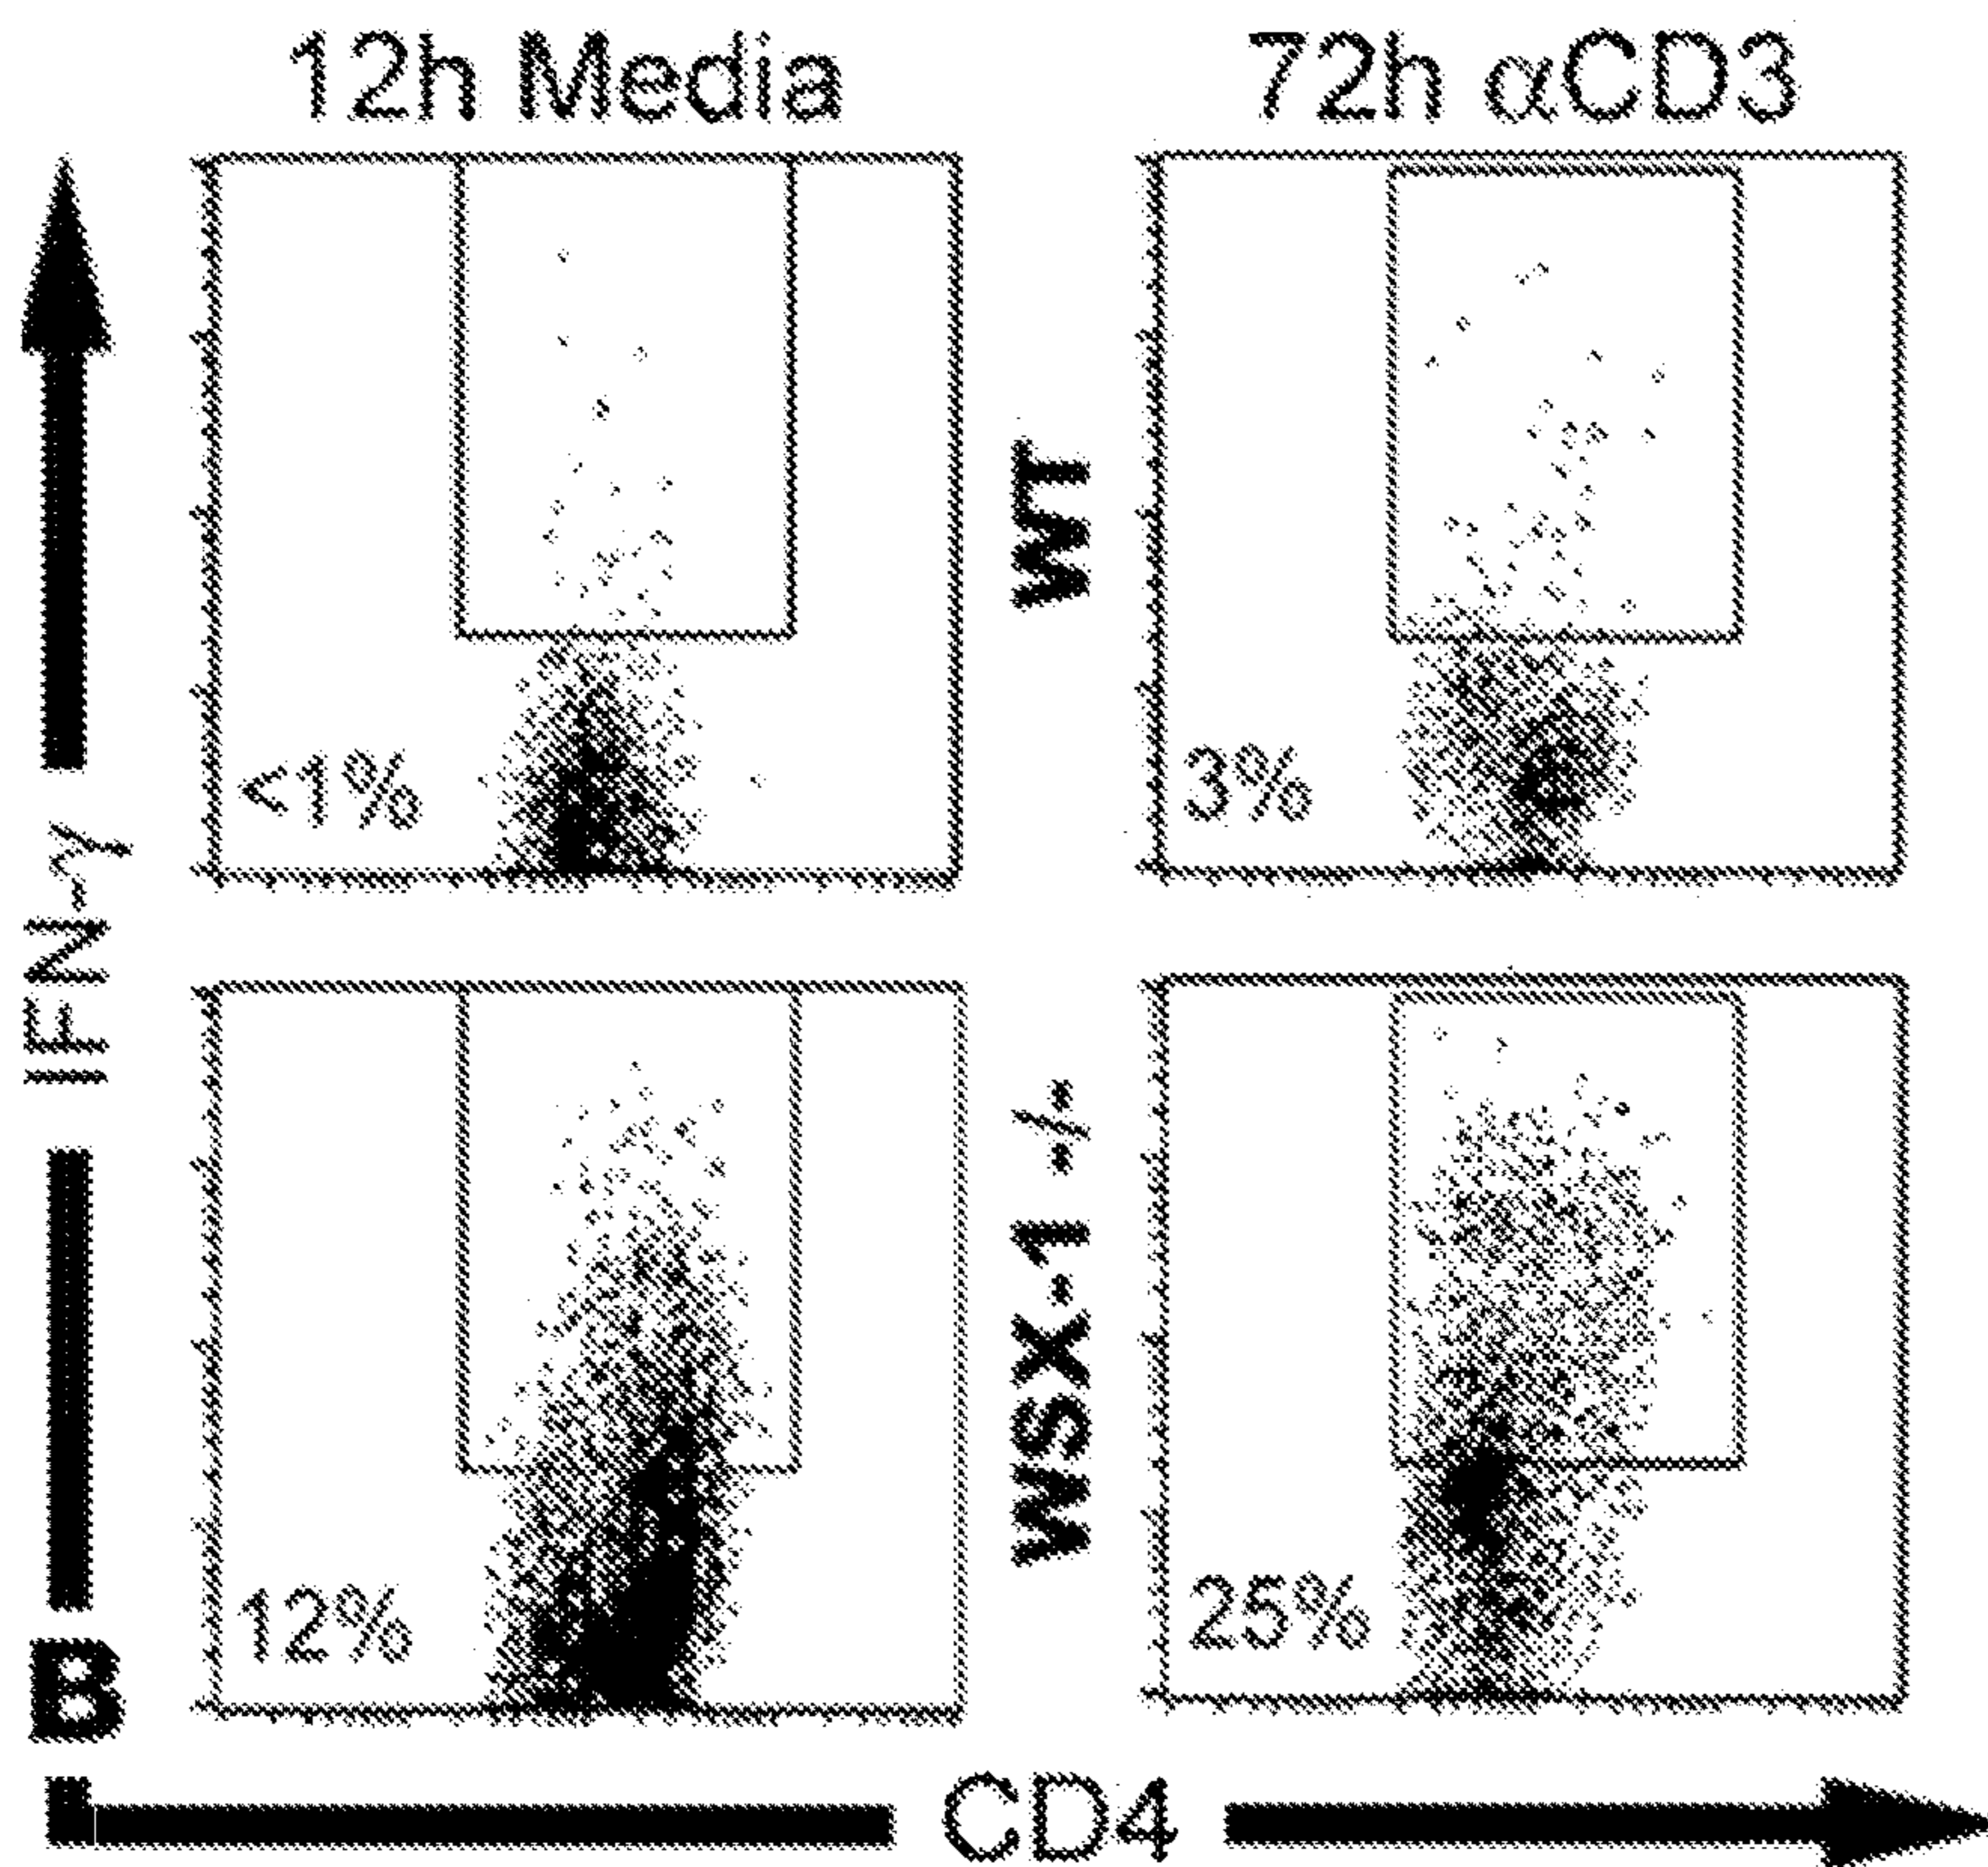 12h Media
72h αCD3
IFN-γ
<1%
WT
3%
12%
WSX-1 -/-
25%
B
CD4